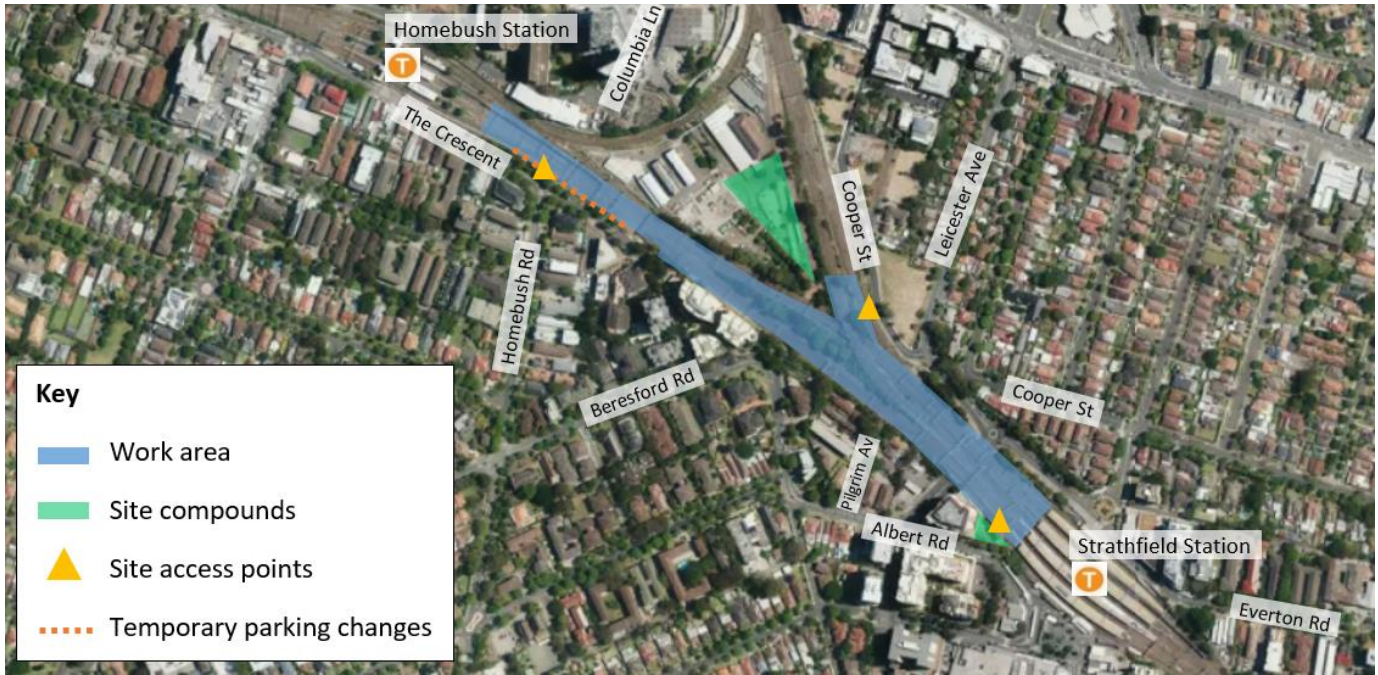 Homebush Station
T
Columbia Ln
The Crescent
Cooper St
Leicester Ave
Homebush Rd
Beresford Rd
Cooper St
Pilgrim Av
Albert Rd
Strathfield Station
T
Everton Rd
Key
Work area
Site compounds
Site access points
Temporary parking changes